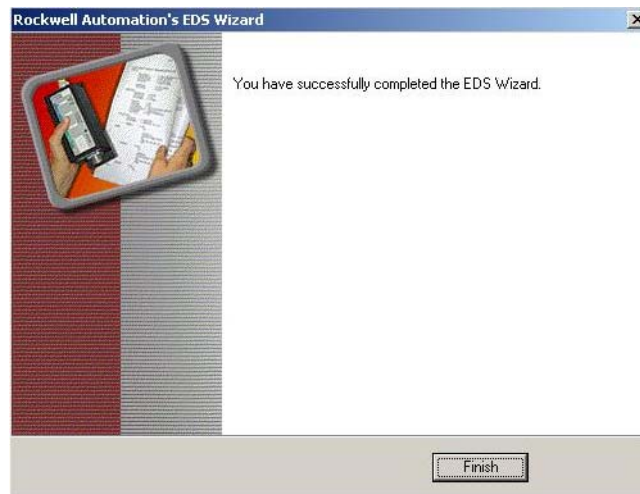 Rockwell Automation's EDS Wizard
You have successfully completed the EDS Wizard.
Finish